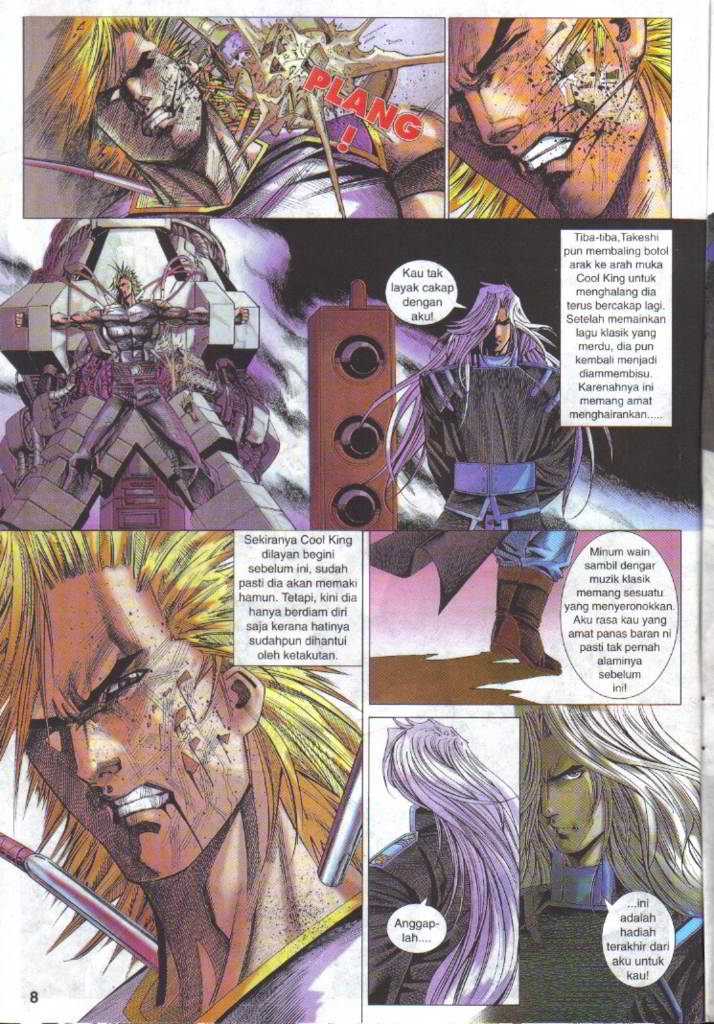 PLANG
!
Kau tak
layak cakap
dengan
aku!
Tiba-tiba,Takeshi
pun membaling botol
arak ke arah muka
Cool King untuk
menghalang dia
terus bercakap lagi.
Setelah memainkan
lagu klasik yang
merdu, dia pun
kembali menjadi
diammembisu.
Karenahnya ini
memang amat
menghairankan.....
Sekiranya Cool King
dilayan begini
sebelum ini, sudah
pasti dia akan memaki
hamun. Tetapi, kini dia
hanya berdiam diri
saja kerana hatinya
sudahpun dihantui
oleh ketakutan.
Minum wain
sambil dengar
muzik klasik
memang sesuatu
yang menyeronokkan.
Aku rasa kau yang
amat panas baran ni
pasti tak pernah
alaminya
sebelum
ini!
Anggap-
lah....
...ini
adalah
hadiah
terakhir dari
aku untuk
kau!
8